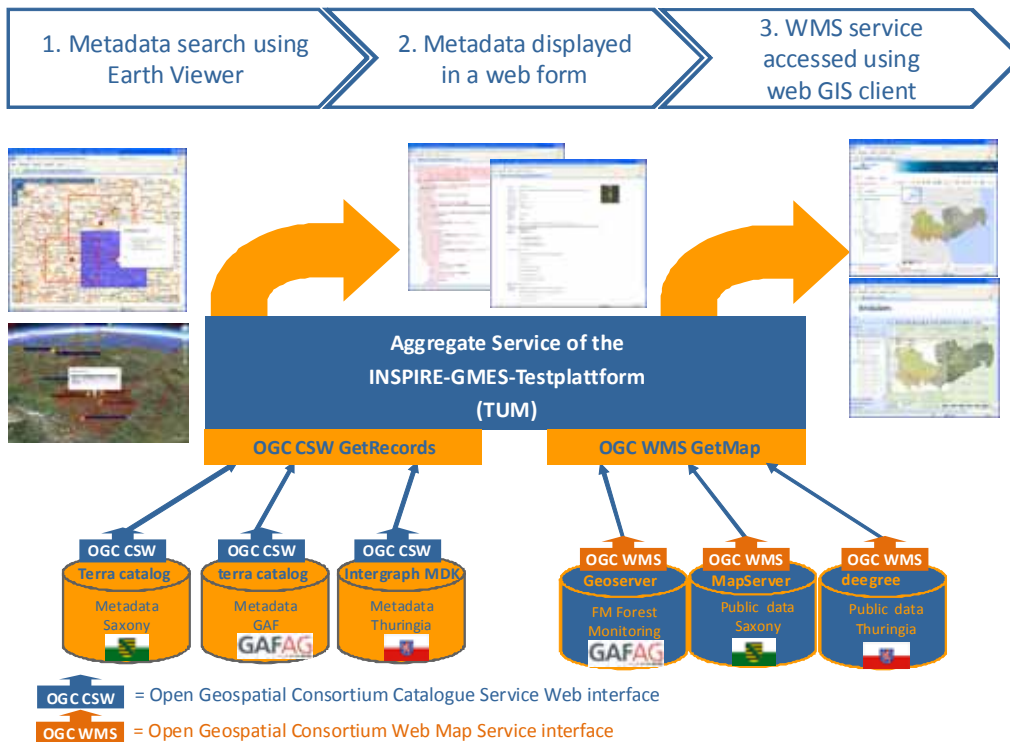 1. Metadata search using
Earth Viewer
2. Metadata displayed
in a web form
3. WMS service
accessed using
web GIS client
Aggregate Service of the
INSPIRE-GMES-Testplattform
(TUM)
OGC CSW GetRecords
OGC WMS GetMap
OGC CSW
Terra catalog
Metadata
Saxony
OGC CSW
terra catalog
Metadata
GAF
GAFAG
OGC CSW
Intergraph MDK
Metadata
Thuringia
OGC WMS
Geoserver
FM Forest
Monitoring
GAFAG
OGC WMS
MapServer
Public data
Saxony
OGC WMS
deegree
Public data
Thuringia
OGC CSW = Open Geospatial Consortium Catalogue Service Web interface
OGC WMS = Open Geospatial Consortium Web Map Service interface